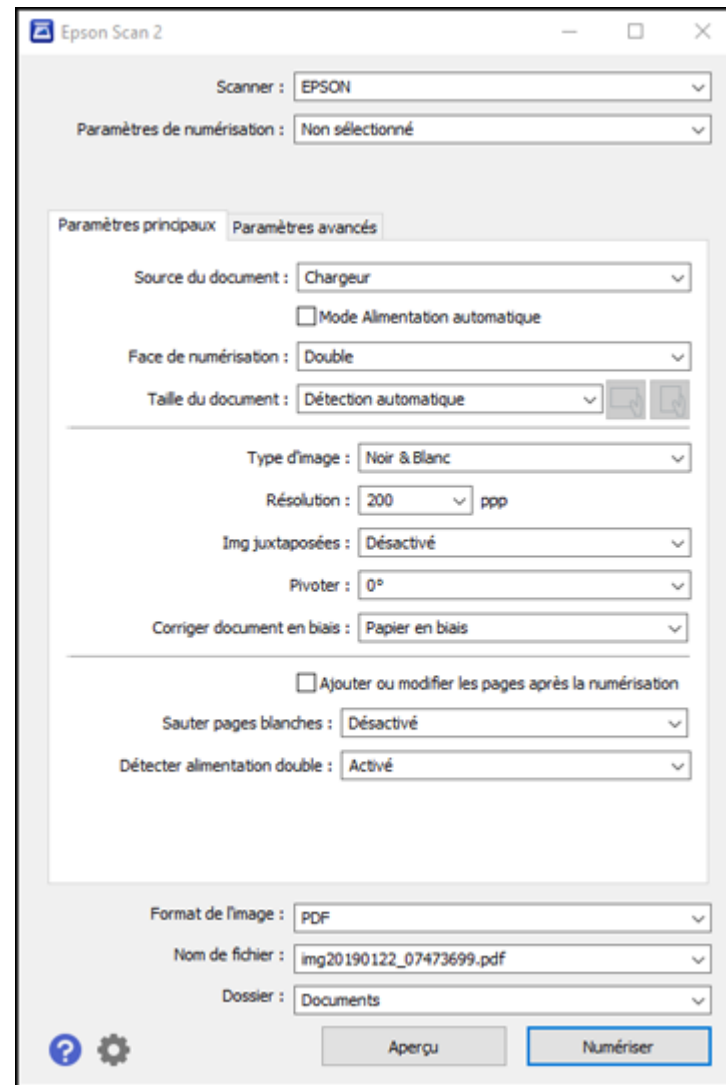 Epson Scan 2
Scanner : EPSON
Paramètres de numérisation : Non sélectionné
Paramètres principaux Paramètres avancés
Source du document : Chargeur
Mode Alimentation automatique
Face de numérisation : Double
Taille du document : Détection automatique
Type d'image : Noir & Blanc
Résolution : 200 ppp
Img juxtaposées : Désactivé
Pivoter : 0°
Corriger document en biais : Papier en biais
Ajouter ou modifier les pages après la numérisation
Sauter pages blanches : Désactivé
Détecter alimentation double : Activé
Format de l'image : PDF
Nom de fichier : img20190122_07473699.pdf
Dossier : Documents
? Aperçu Numériser